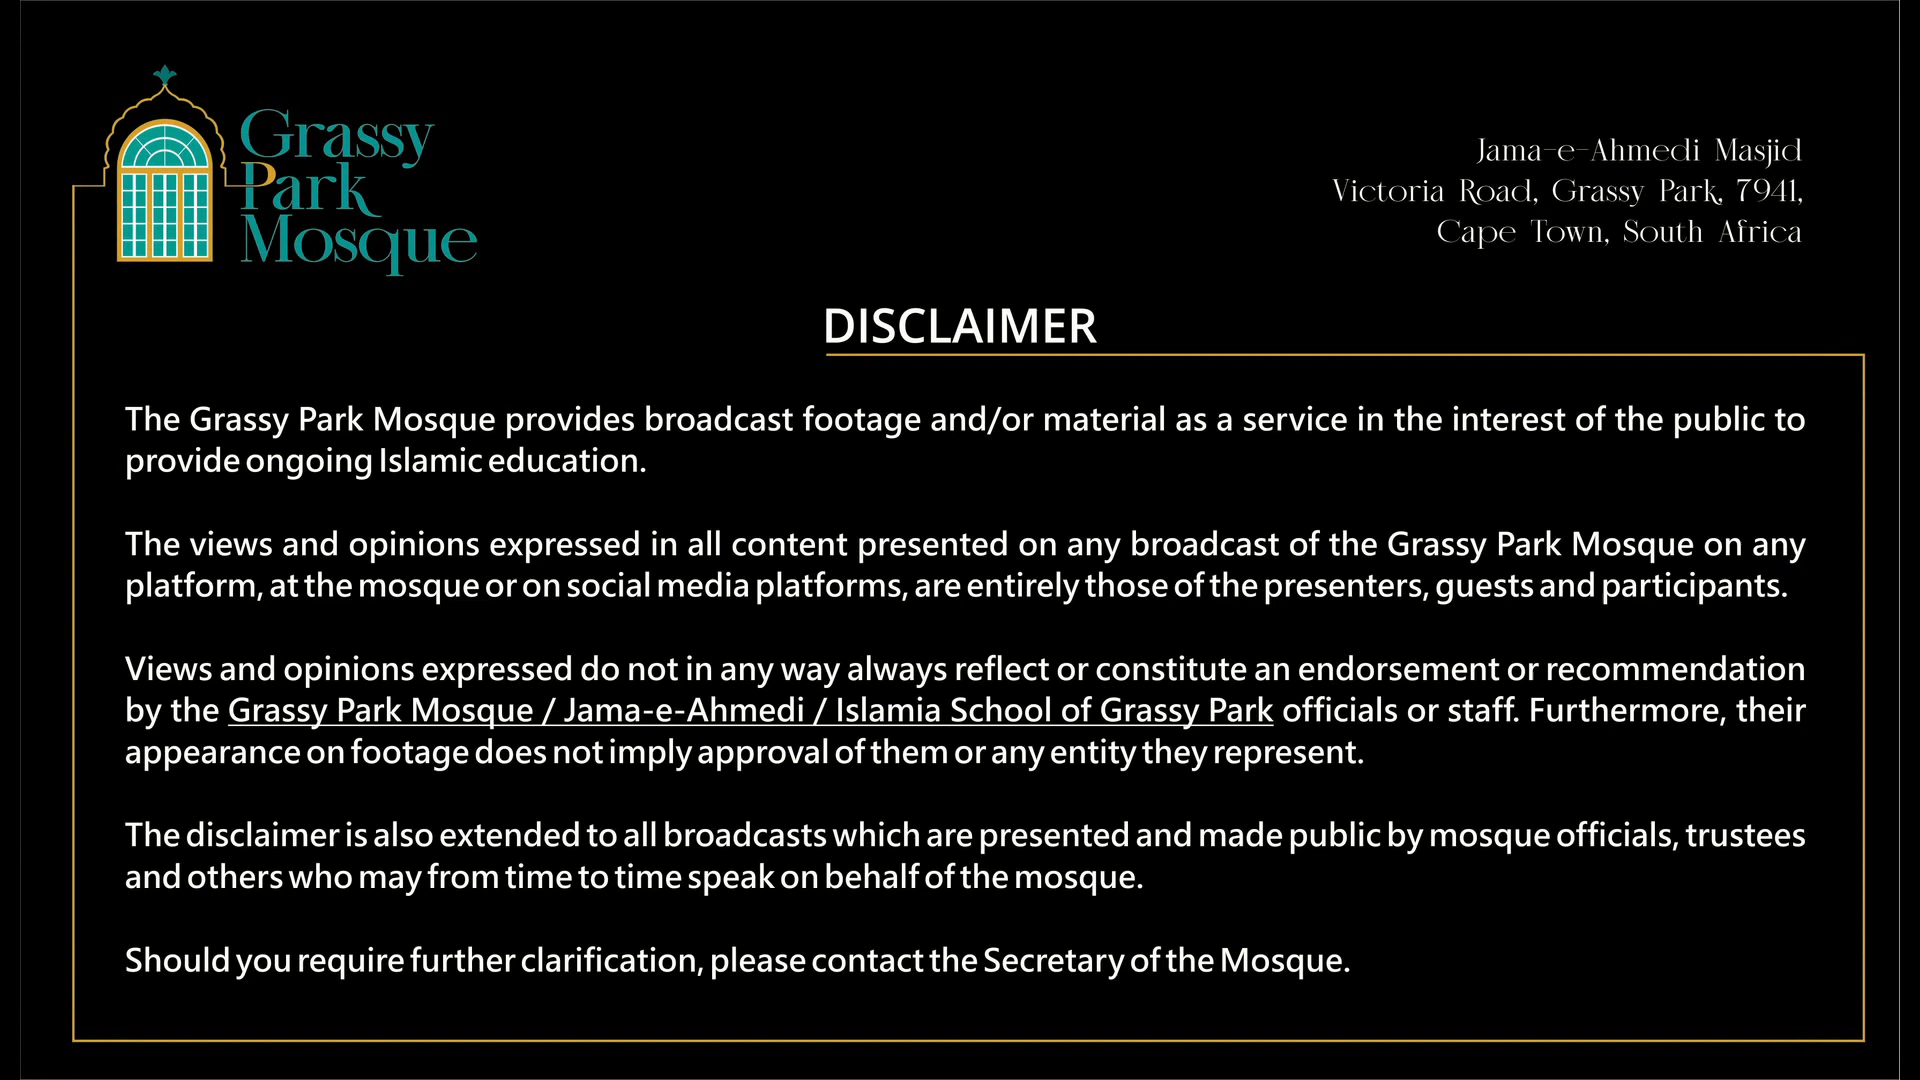 Grassy
Park
Mosque
Jama-e-Ahmedi Masjid
Victoria Road, Grassy Park, 7941,
Cape Town, South Africa
DISCLAIMER
The Grassy Park Mosque provides broadcast footage and/or material as a service in the interest of the public to
provide ongoing Islamic education.
The views and opinions expressed in all content presented on any broadcast of the Grassy Park Mosque on any
platform, at the mosque or on social media platforms, are entirely those of the presenters, guests and participants.
Views and opinions expressed do not in any way always reflect or constitute an endorsement or recommendation
by the Grassy Park Mosque / Jama-e-Ahmedi / Islamia School of Grassy Park officials or staff. Furthermore, their
appearance on footage does not imply approval of them or any entity they represent.
The disclaimer is also extended to all broadcasts which are presented and made public by mosque officials, trustees
and others who may from time to time speak on behalf of the mosque.
Should you require further clarification, please contact the Secretary of the Mosque.